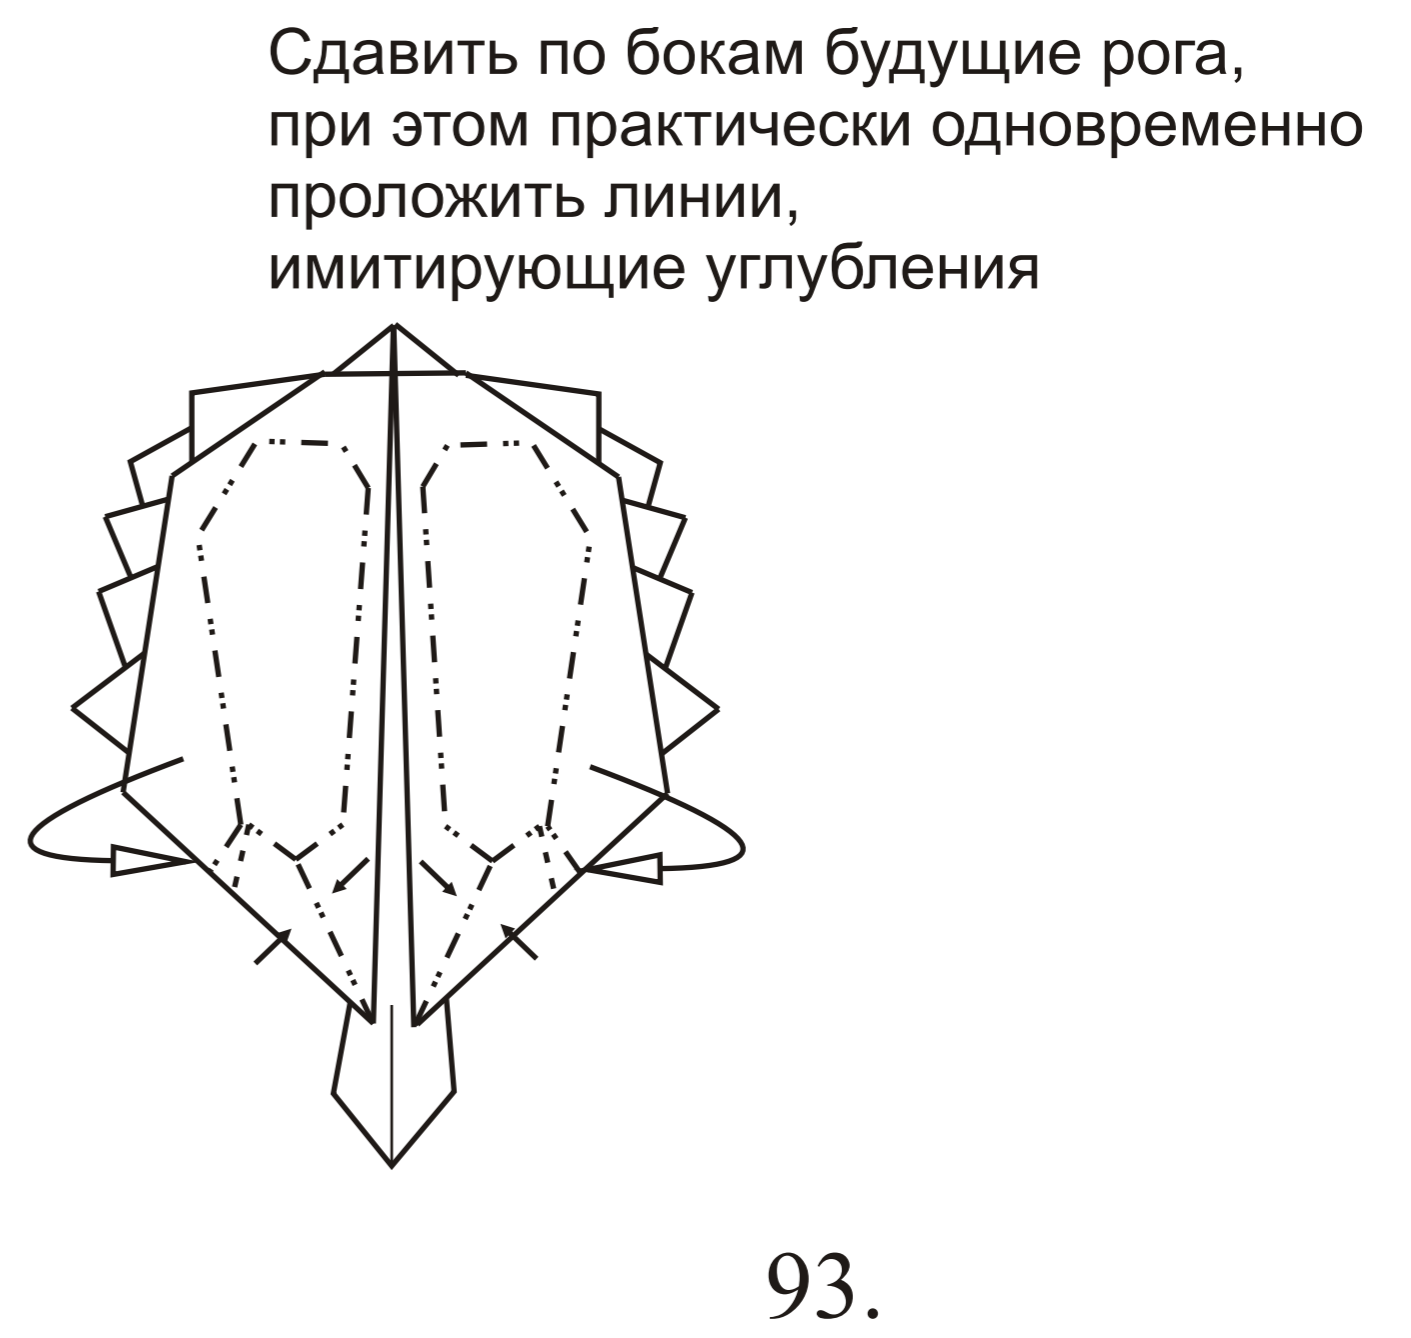 Сдавить по бокам будущие рога,
при этом практически одновременно
проложить линии,
имитирующие углубления
93.